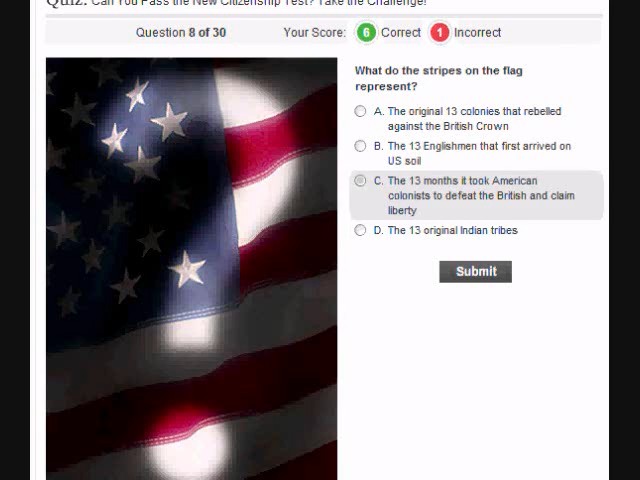 Quiz: Can You Pass the New Citizenship Test? Take the Challenge!
Question 8 of 30 Your Score: 6 Correct 1 Incorrect
What do the stripes on the flag
represent?
A. The original 13 colonies that rebelled
against the British Crown
B. The 13 Englishmen that first arrived on
US soil
C. The 13 months it took American
colonists to defeat the British and claim
liberty
D. The 13 original Indian tribes
Submit